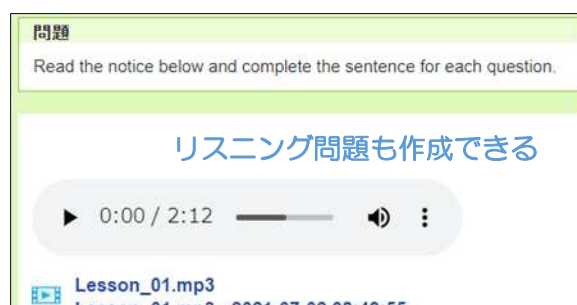 問題
Read the notice below and complete the sentence for each question.
リスニング問題も作成できる
0:00 / 2:12
Lesson_01.mp3